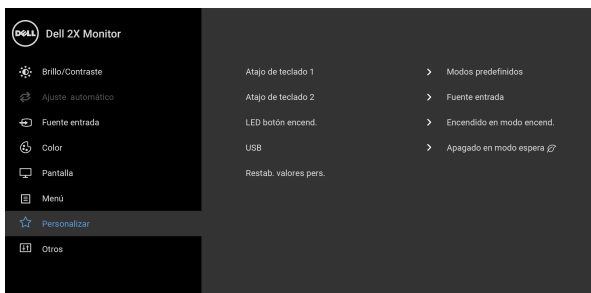 DELL Dell 2X Monitor
Brillo/Contraste
Ajuste automático
Fuente entrada
Color
Pantalla
Menú
Personalizar
Otros
Atajo de teclado 1 > Modos predefinidos
Atajo de teclado 2 > Fuente entrada
LED botón encend. > Encendido en modo encend.
USB > Apagado en modo espera
Restab. valores pers.